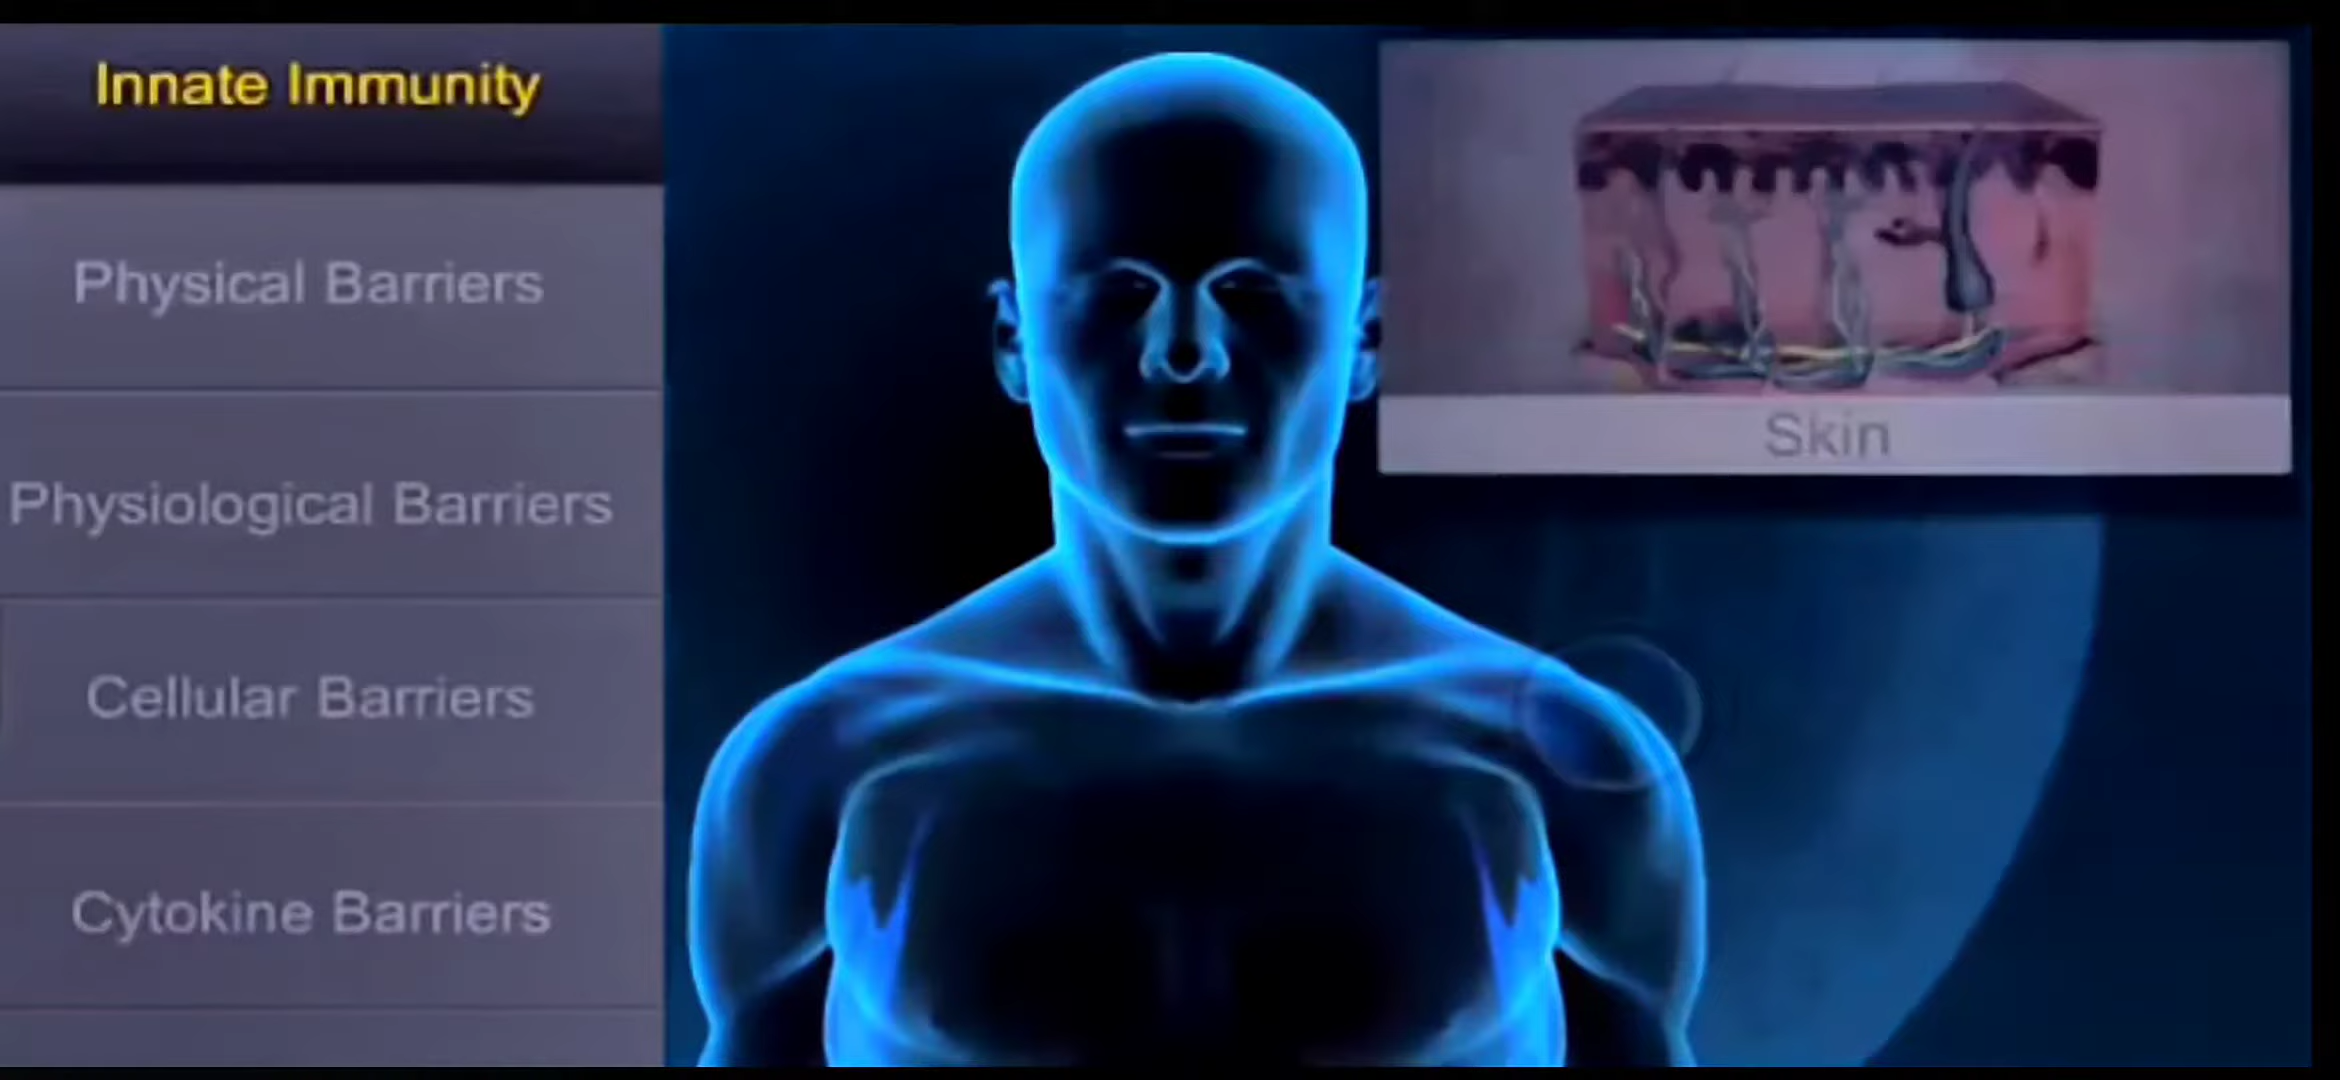 Innate Immunity
Physical Barriers
Physiological Barriers
Cellular Barriers
Cytokine Barriers
Skin